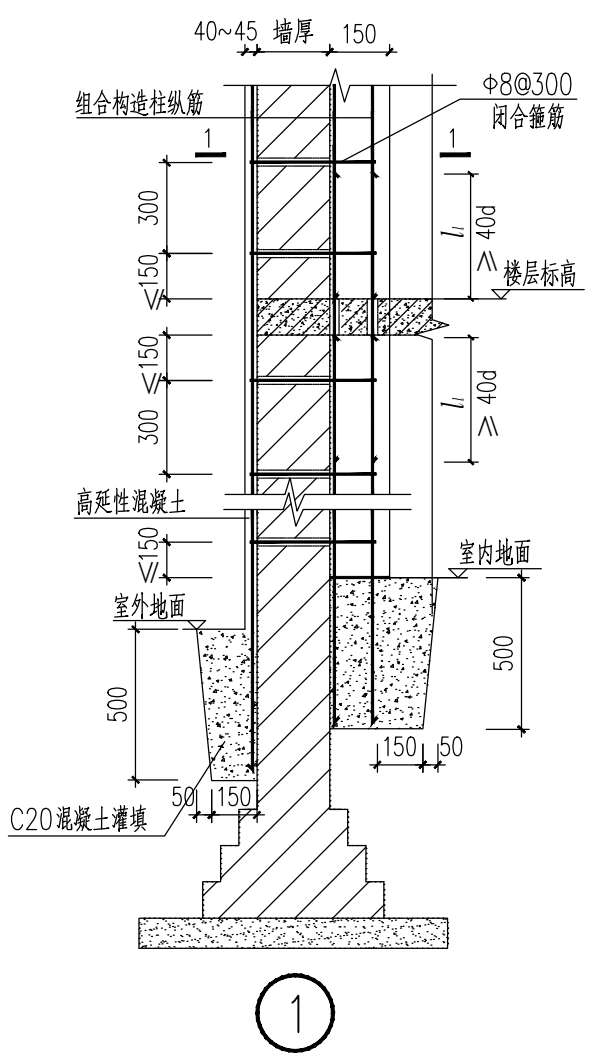 40~45 墙厚 150
组合构造柱纵筋
Φ8@300
闭合箍筋
1 1
300
≤150
l₁ ≥40d
楼层标高
≤150
300
l₁ ≥40d
高延性混凝土
≤150
室内地面
室外地面
500
500
150 50
50 150
C20混凝土灌填
1